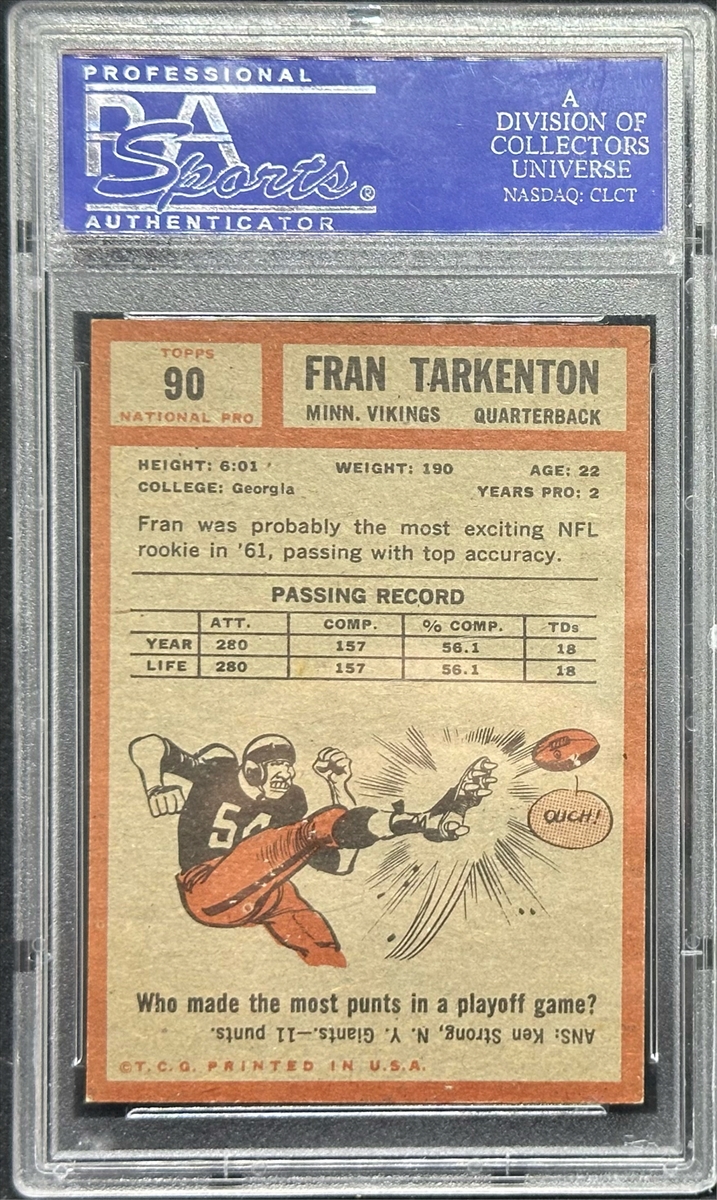 PROFESSIONAL
PSA
Sports®
AUTHENTICATOR
A
DIVISION OF
COLLECTORS
UNIVERSE
NASDAQ: CLCT
TOPPS
90
NATIONAL PRO
FRAN TARKENTON
MINN. VIKINGS QUARTERBACK
HEIGHT: 6:01 WEIGHT: 190 AGE: 22
COLLEGE: Georgia YEARS PRO: 2
Fran was probably the most exciting NFL
rookie in '61, passing with top accuracy.
PASSING RECORD
ATT. COMP. % COMP. TDs
YEAR 280 157 56.1 18
LIFE 280 157 56.1 18
54
OUCH!
Who made the most punts in a playoff game?
ANS: Ken Strong, N. Y. Giants.—11 punts.
©T.C.G. PRINTED IN U.S.A.